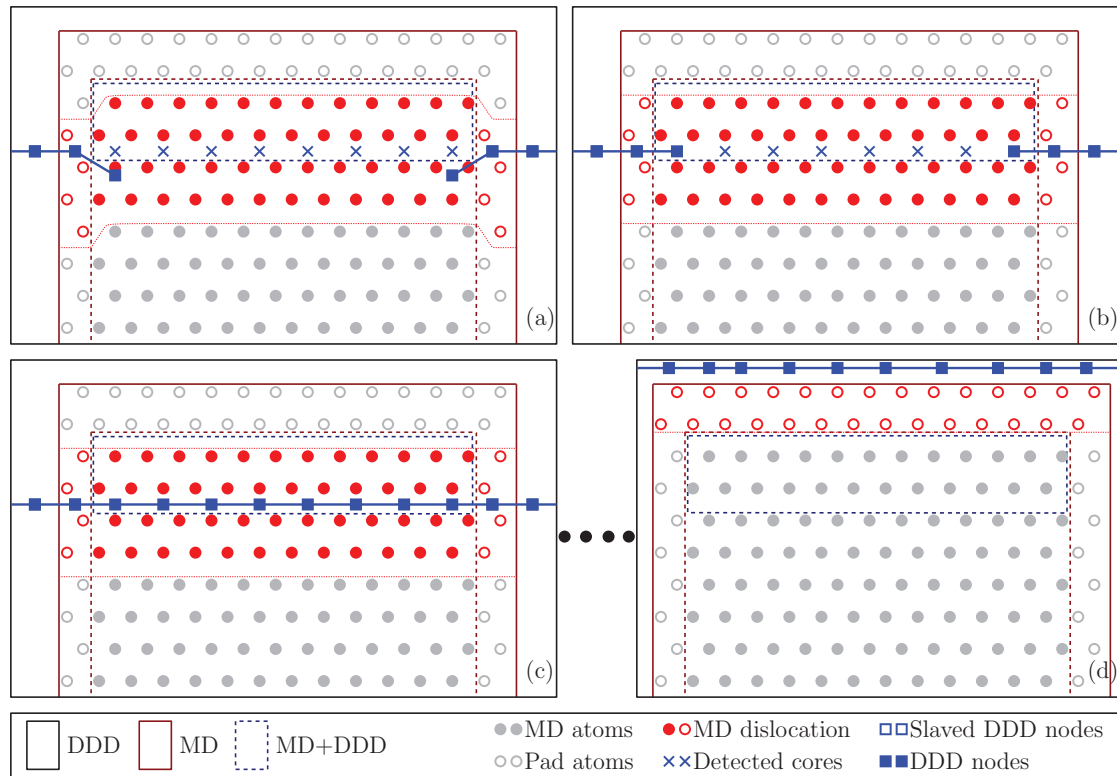 (a) (b)
(c) (d)
DDD MD MD+DDD MD atoms MD dislocation Slaved DDD nodes
Pad atoms Detected cores DDD nodes